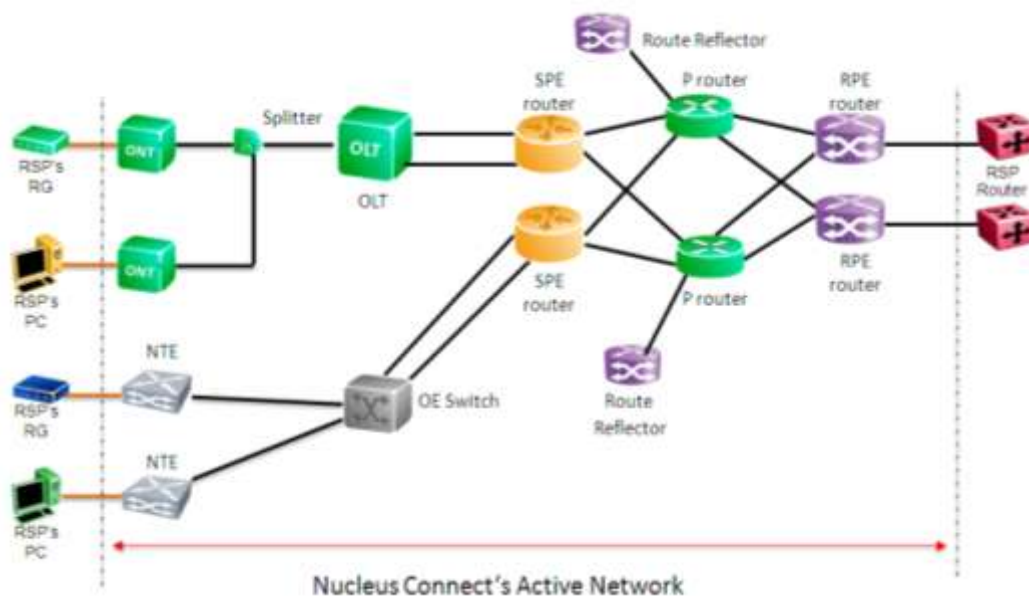 Route Reflector
SPE
router
P router
RPE
router
Splitter
ONT
OLT
RSP's
RG
OLT
RSP
Router
ONT
RSP's
PC
SPE
router
P router
RPE
router
NTE
RSP's
RG
OE Switch
Route
Reflector
NTE
RSP's
PC
Nucleus Connect's Active Network